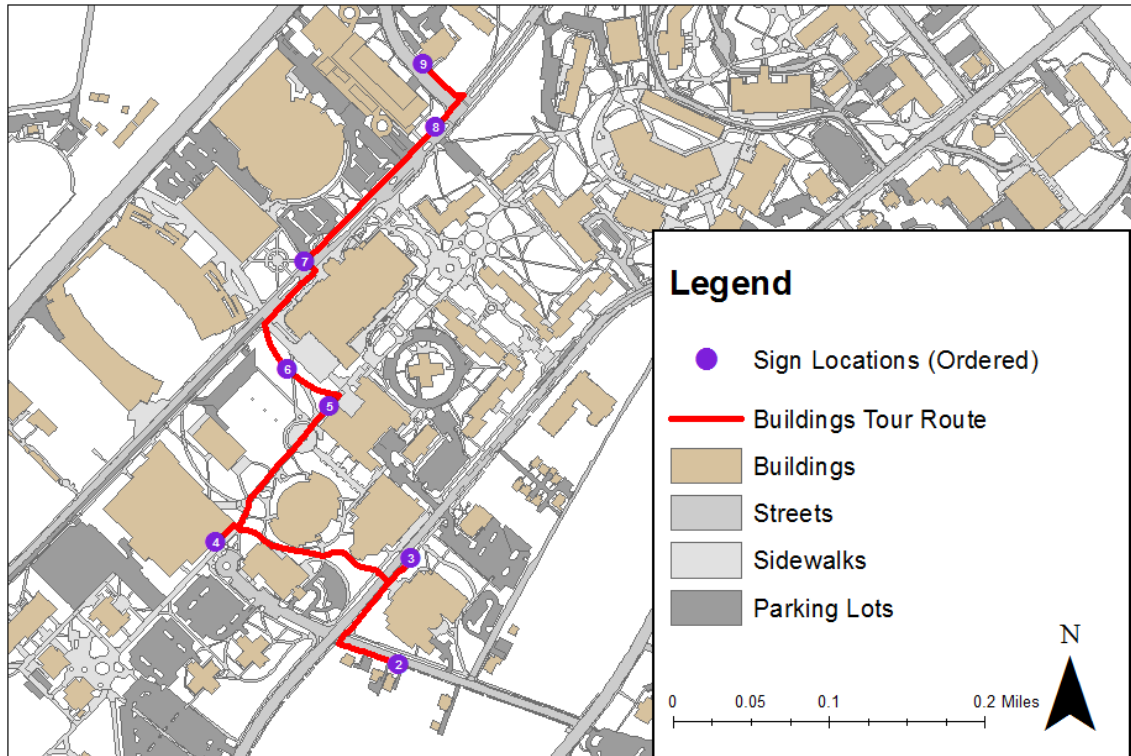 9
8
7
6
5
4
3
2
Legend
Sign Locations (Ordered)
Buildings Tour Route
Buildings
Streets
Sidewalks
Parking Lots
N
0 0.05 0.1 0.2 Miles